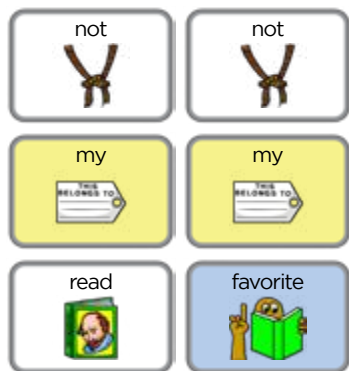 not not
my my
THIS BELONGS TO THIS BELONGS TO
read favorite